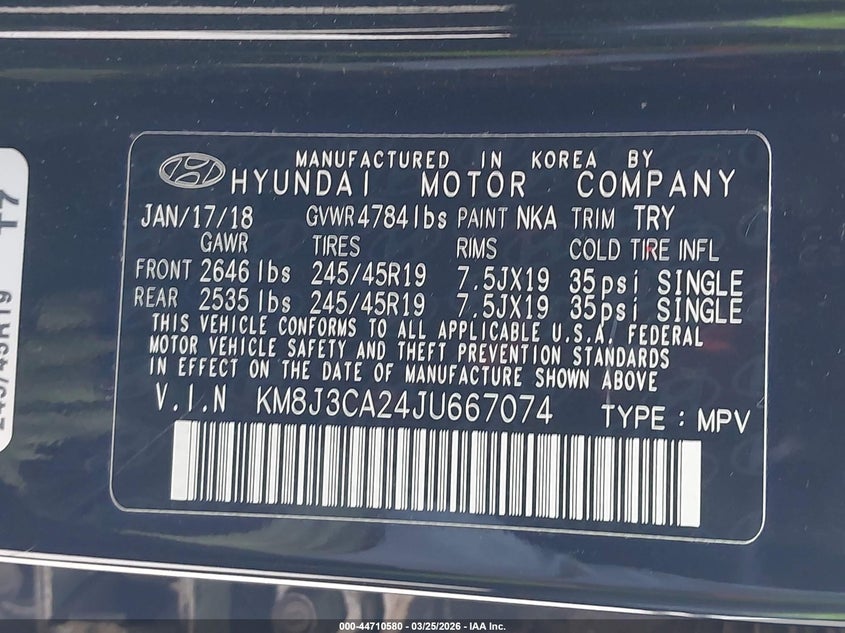 MANUFACTURED IN KOREA BY
HYUNDAI MOTOR COMPANY
JAN/17/18 GVWR 4784lbs PAINT NKA TRIM TRY
GAWR TIRES RIMS COLD TIRE INFL
FRONT 2646 lbs 245/45R19 7.5JX19 35psi SINGLE
REAR 2535 lbs 245/45R19 7.5JX19 35psi SINGLE
THIS VEHICLE CONFORMS TO ALL APPLICABLE U.S.A. FEDERAL
MOTOR VEHICLE SAFETY AND THEFT PREVENTION STANDARDS
IN EFFECT ON THE DATE OF MANUFACTURE SHOWN ABOVE
V.I.N KM8J3CA24JU667074 TYPE : MPV
000-44710580 - 03/25/2026 - IAA Inc.